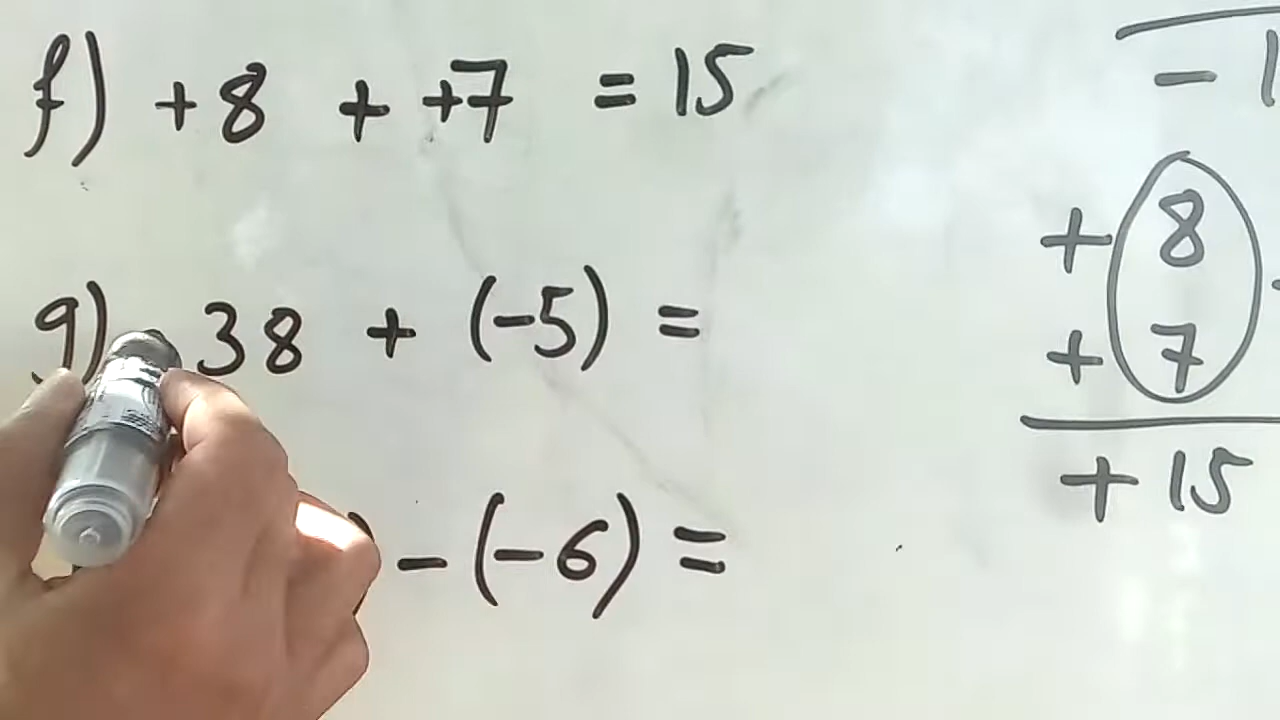 f) +8 + +7 = 15
g) 38 + (-5) =
- (-6) =
-
+ 8
+ 7
+ 15